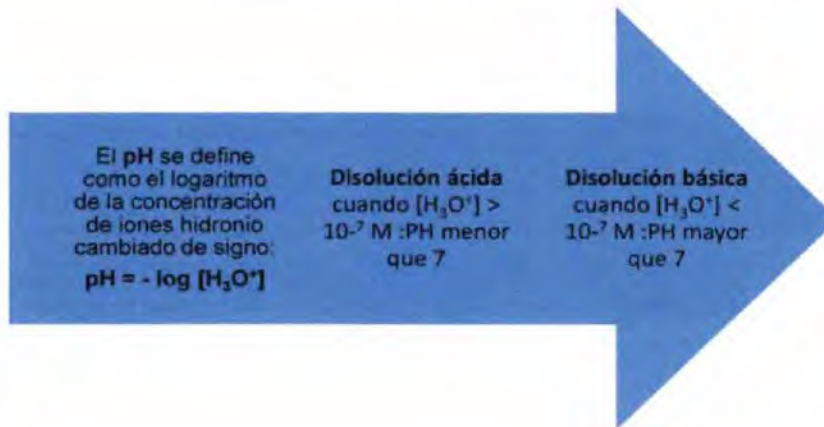 El pH se define
como el logaritmo
de la concentración
de iones hidronio
cambiado de signo:
pH = - log [H₃O⁺]
Disolución ácida
cuando [H₃O⁺] >
10-⁷ M :PH menor
que 7
Disolución básica
cuando [H₃O⁺] <
10-⁷ M :PH mayor
que 7